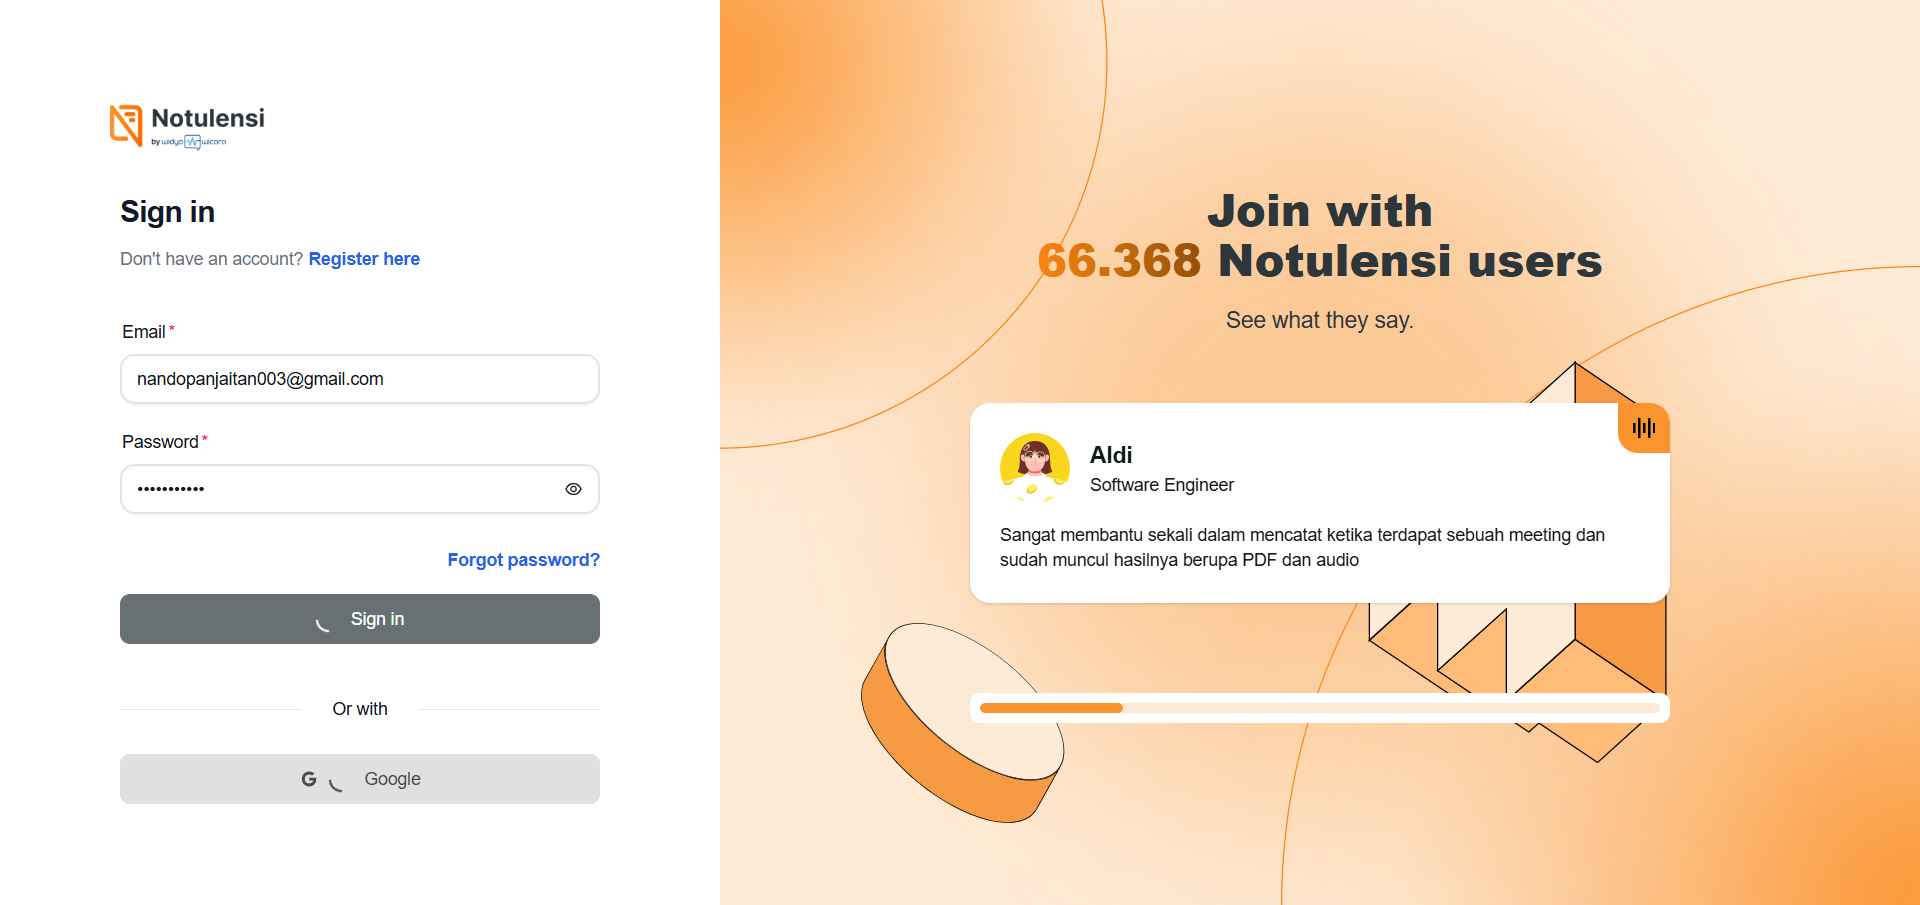 Notulensi
by widya wicara
Sign in
Don't have an account? Register here
Email *
nandopanjaitan003@gmail.com
Password *
•••••••••••
Forgot password?
Sign in
Or with
G Google
Join with
66.368 Notulensi users
See what they say.
Aldi
Software Engineer
Sangat membantu sekali dalam mencatat ketika terdapat sebuah meeting dan
sudah muncul hasilnya berupa PDF dan audio